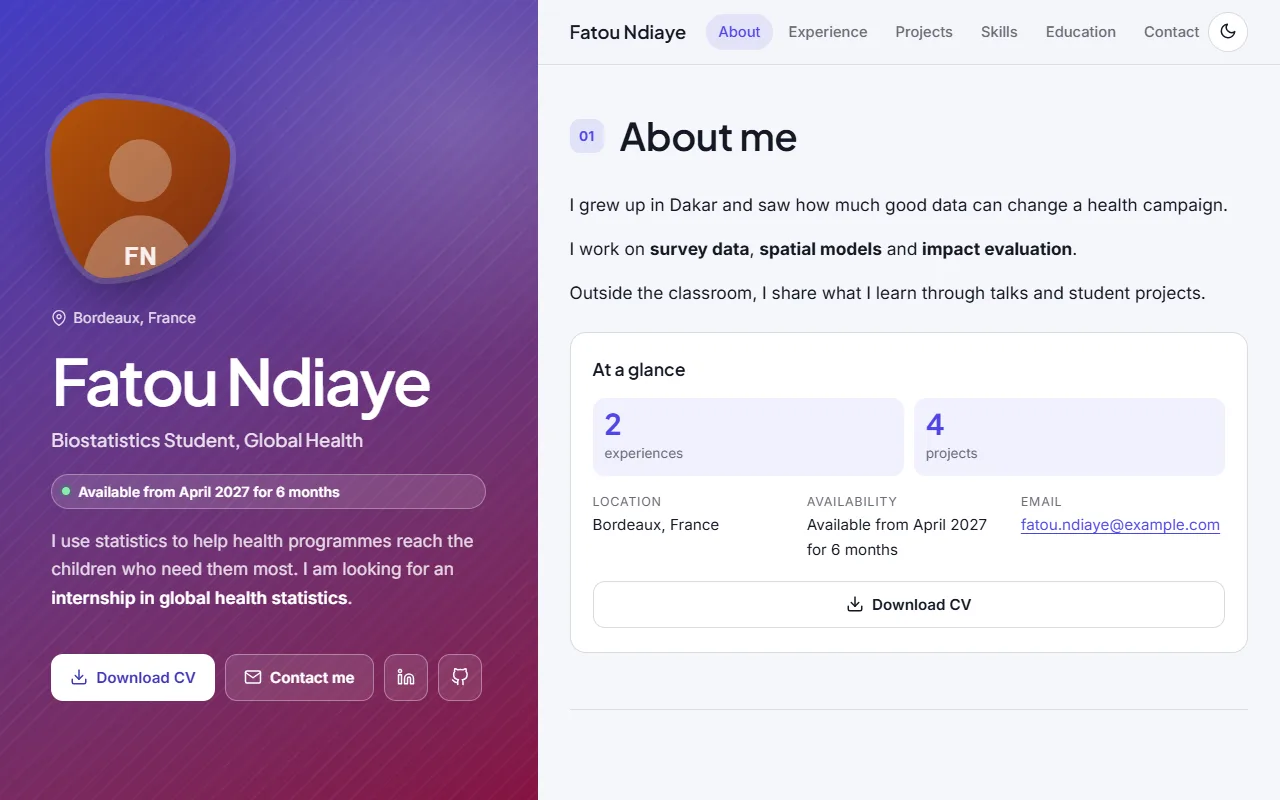 FN
Bordeaux, France
Fatou Ndiaye
Biostatistics Student, Global Health
Available from April 2027 for 6 months
I use statistics to help health programmes reach the
children who need them most. I am looking for an
internship in global health statistics.
Download CV
Contact me
Fatou Ndiaye
About
Experience
Projects
Skills
Education
Contact
01
About me
I grew up in Dakar and saw how much good data can change a health campaign.
I work on survey data, spatial models and impact evaluation.
Outside the classroom, I share what I learn through talks and student projects.
At a glance
2
experiences
4
projects
LOCATION
Bordeaux, France
AVAILABILITY
Available from April 2027
for 6 months
EMAIL
fatou.ndiaye@example.com
Download CV